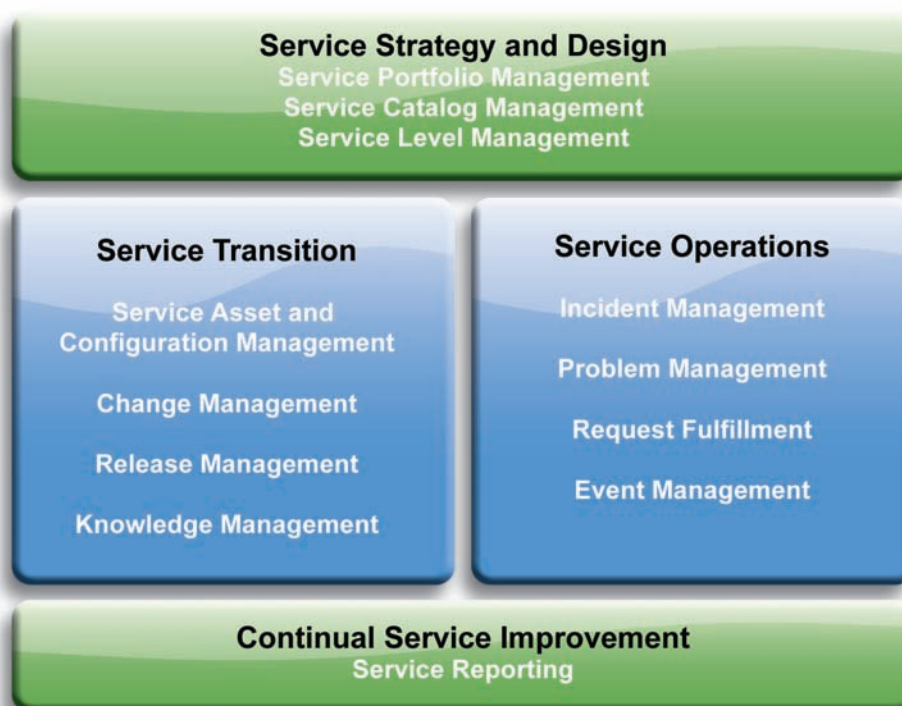 Service Strategy and Design
Service Portfolio Management
Service Catalog Management
Service Level Management
Service Transition
Service Asset and
Configuration Management
Change Management
Release Management
Knowledge Management
Service Operations
Incident Management
Problem Management
Request Fulfillment
Event Management
Continual Service Improvement
Service Reporting